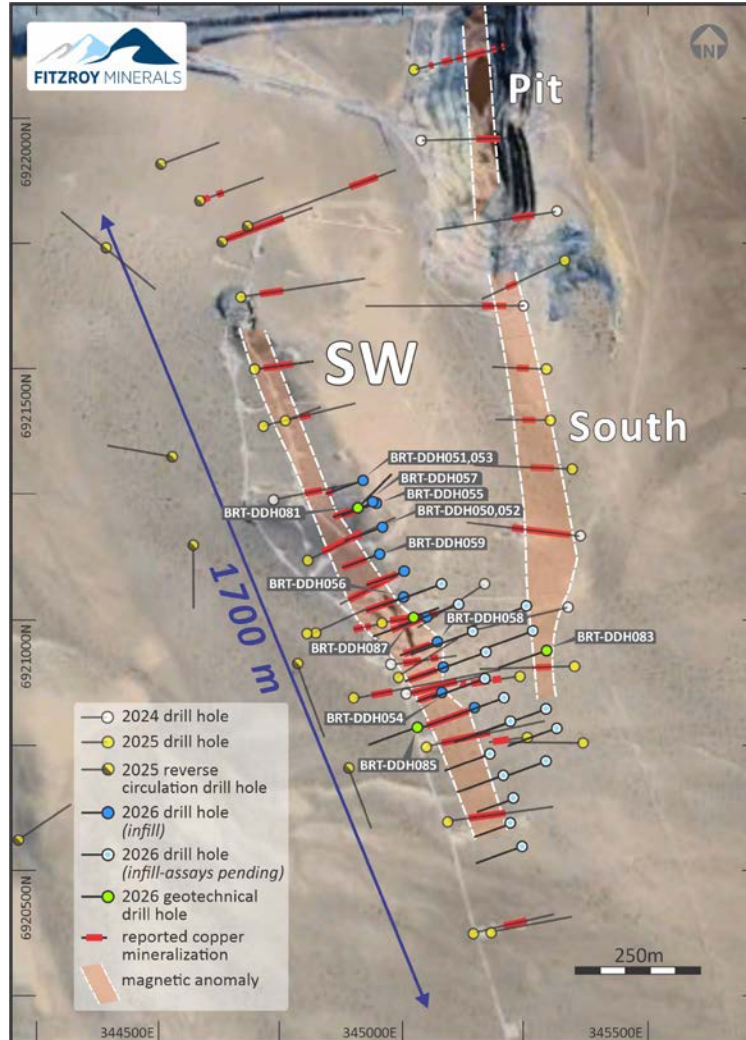 FITZROY MINERALS
N
Pit
SW
South
1700 m
BRT-DDH051,053
BRT-DDH057
BRT-DDH055
BRT-DDH081
BRT-DDH050,052
BRT-DDH059
BRT-DDH056
BRT-DDH058
BRT-DDH087
BRT-DDH083
BRT-DDH054
BRT-DDH085
2024 drill hole
2025 drill hole
2025 reverse
circulation drill hole
2026 drill hole
(infill)
2026 drill hole
(infill-assays pending)
2026 geotechnical
drill hole
reported copper
mineralization
magnetic anomaly
250m
6922000N
6921500N
6921000N
6920500N
344500E
345000E
345500E